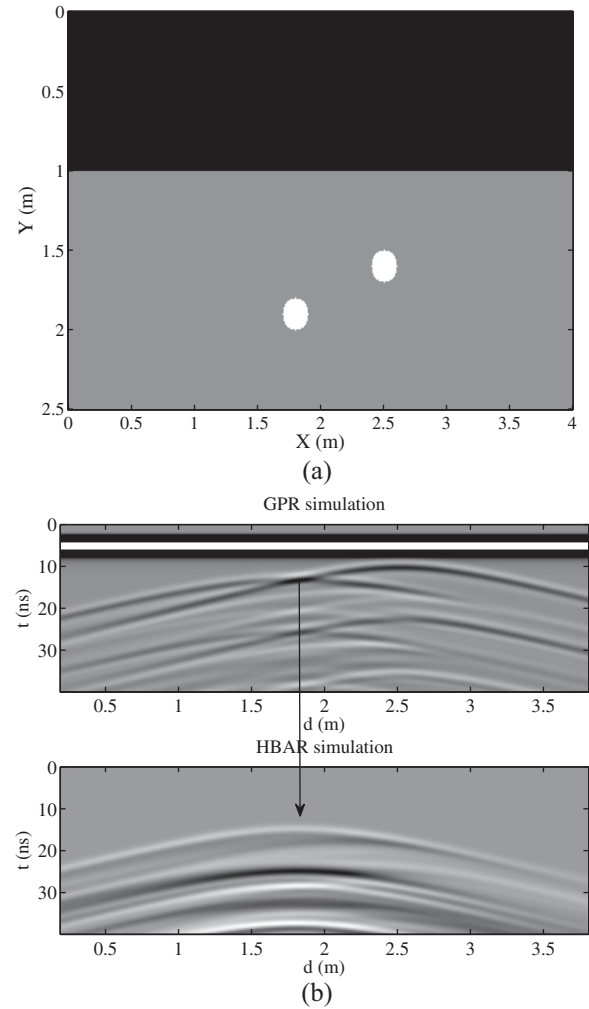 0
0.5
1
1.5
2
2.5
Y (m)
0 0.5 1 1.5 2 2.5 3 3.5 4
X (m)
(a)
GPR simulation
0
10
20
30
t (ns)
0.5 1 1.5 2 2.5 3 3.5
d (m)
HBAR simulation
0
10
20
30
t (ns)
0.5 1 1.5 2 2.5 3 3.5
d (m)
(b)